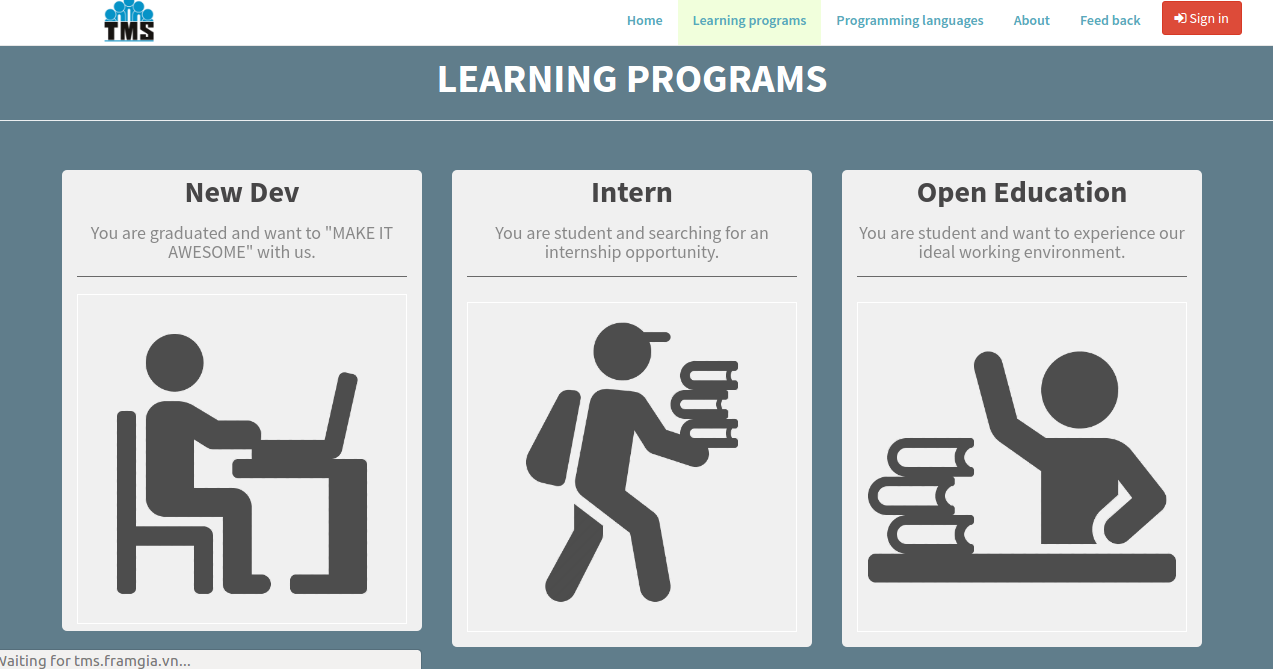 TMS
Home
Learning programs
Programming languages
About
Feed back
Sign in
LEARNING PROGRAMS
New Dev
You are graduated and want to "MAKE IT
AWESOME" with us.
Intern
You are student and searching for an
internship opportunity.
Open Education
You are student and want to experience our
ideal working environment.
Waiting for tms.framgia.vn...